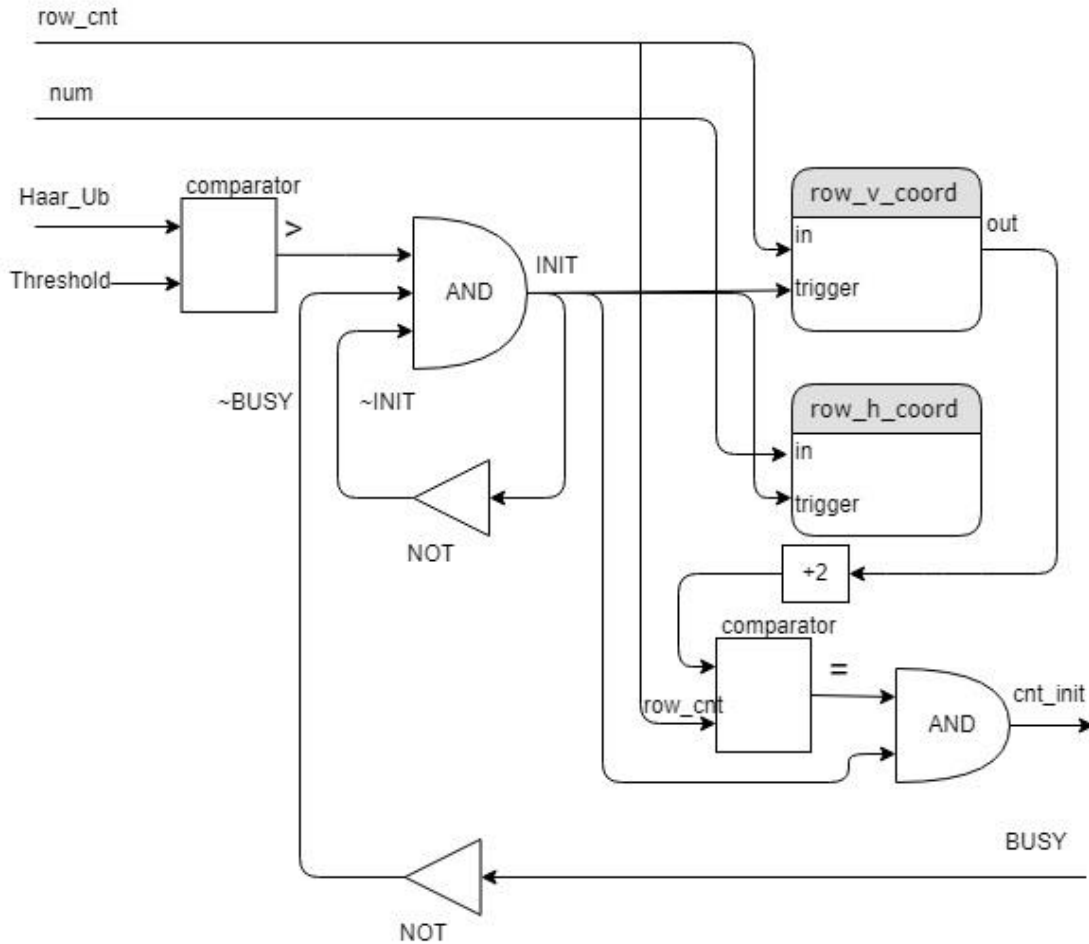 row_cnt
num
Haar_Ub
comparator
>
Threshold
AND
INIT
row_v_coord
in
trigger
out
~BUSY
~INIT
NOT
row_h_coord
in
trigger
+2
comparator
=
row_cnt
AND
cnt_init
BUSY
NOT